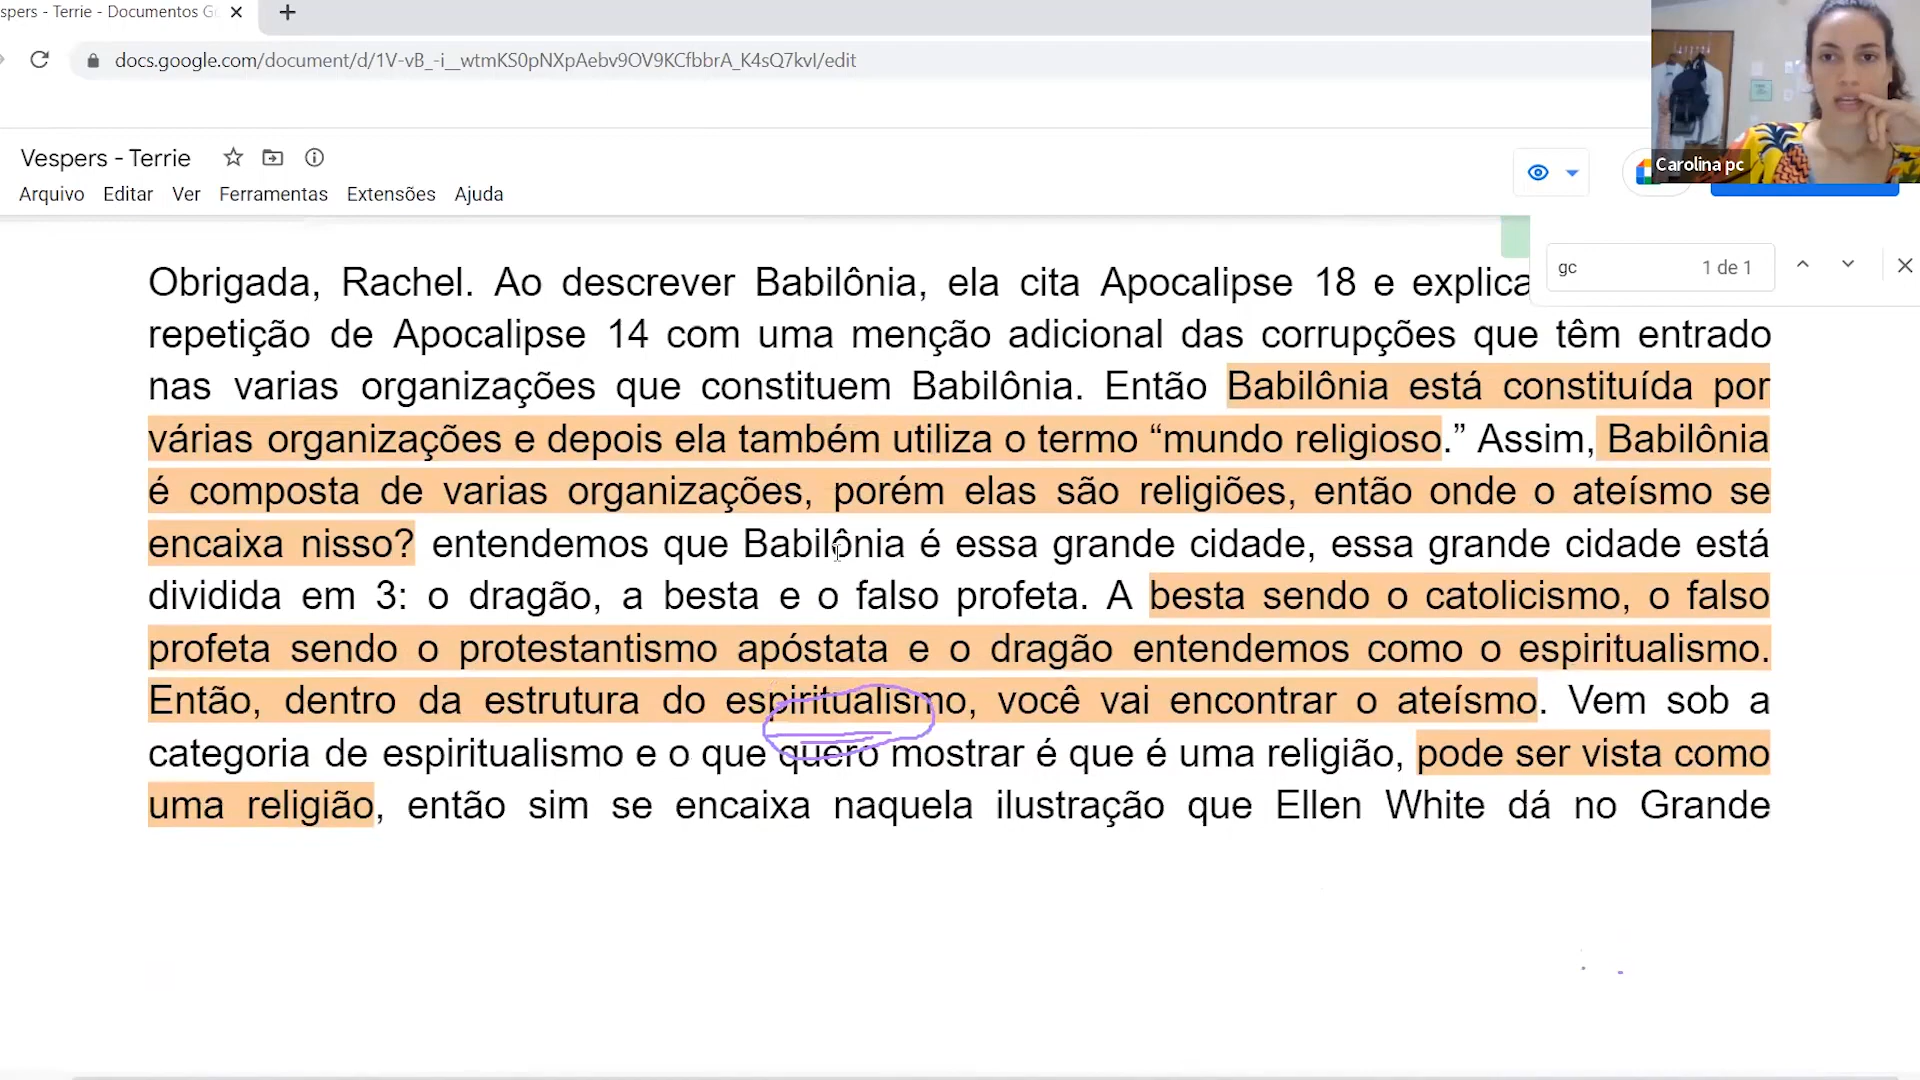 spers - Terrie - Documentos G
docs.google.com/document/d/1V-vB_-i__wtmKS0pNXpAebv9OV9KCfbbrA_K4sQ7kvI/edit
Carolina pc
Vespers - Terrie
Arquivo Editar Ver Ferramentas Extensões Ajuda
gc 1 de 1
Obrigada, Rachel. Ao descrever Babilônia, ela cita Apocalipse 18 e explica
repetição de Apocalipse 14 com uma menção adicional das corrupções que têm entrado
nas varias organizações que constituem Babilônia. Então Babilônia está constituída por
várias organizações e depois ela também utiliza o termo “mundo religioso.” Assim, Babilônia
é composta de varias organizações, porém elas são religiões, então onde o ateísmo se
encaixa nisso? entendemos que Babilônia é essa grande cidade, essa grande cidade está
dividida em 3: o dragão, a besta e o falso profeta. A besta sendo o catolicismo, o falso
profeta sendo o protestantismo apóstata e o dragão entendemos como o espiritualismo.
Então, dentro da estrutura do espiritualismo, você vai encontrar o ateísmo. Vem sob a
categoria de espiritualismo e o que quero mostrar é que é uma religião, pode ser vista como
uma religião, então sim se encaixa naquela ilustração que Ellen White dá no Grande